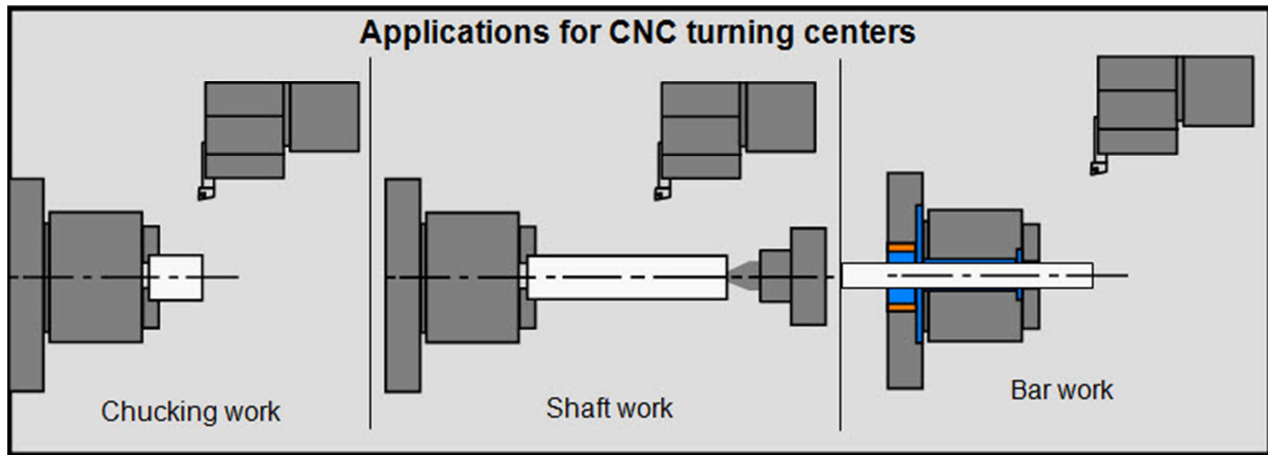 Applications for CNC turning centers
Chucking work
Shaft work
Bar work